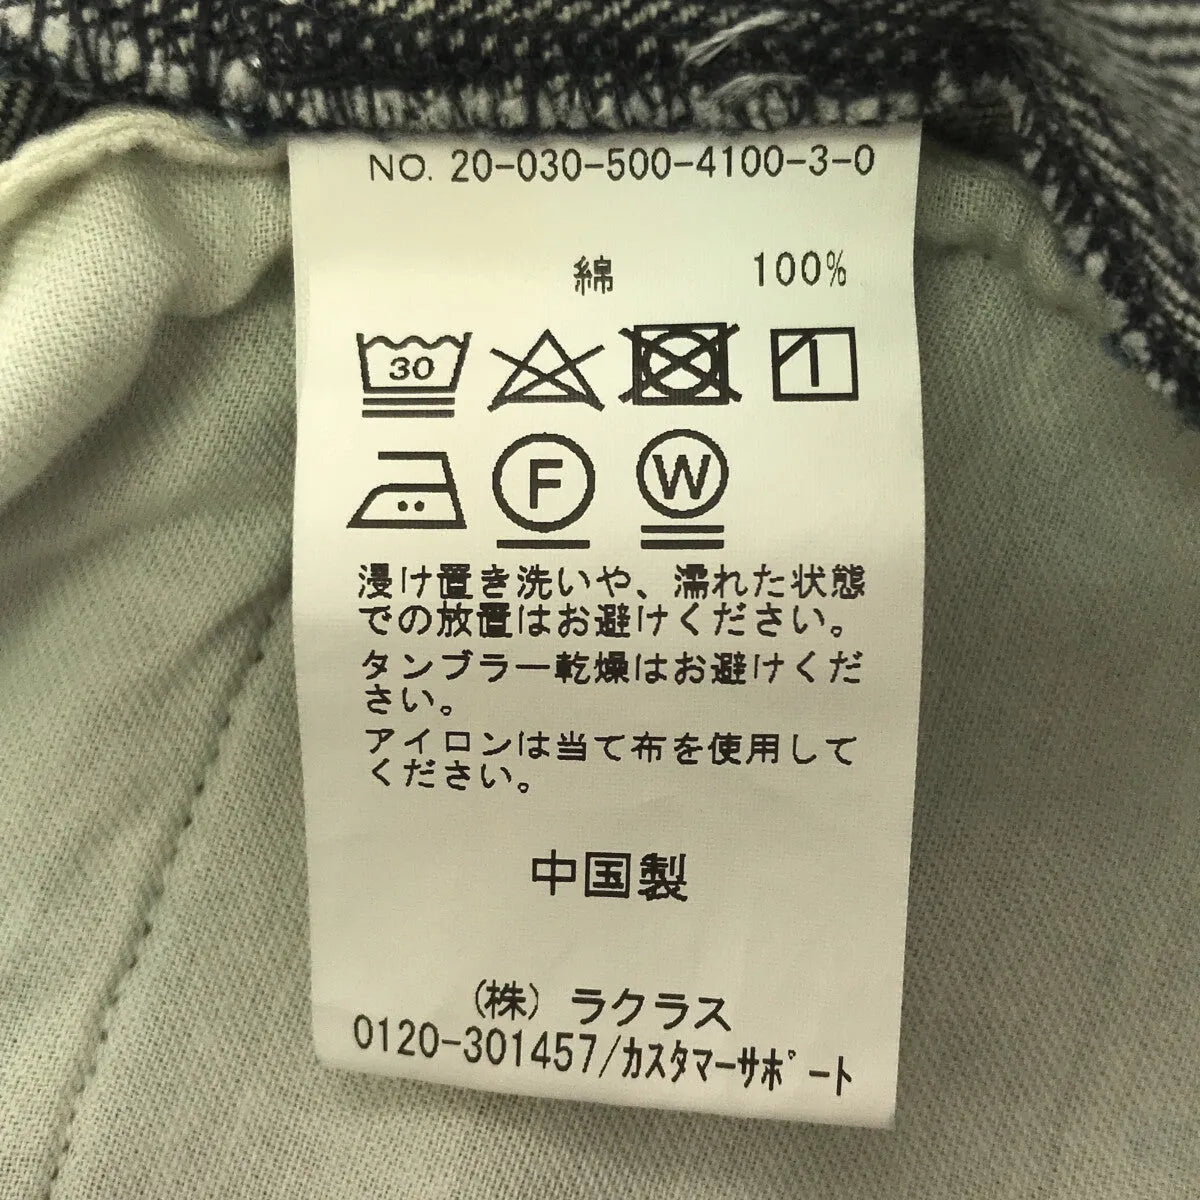 NO. 20-030-500-4100-3-0
綿 100%
30
F W
浸け置き洗いや、濡れた状態
での放置はお避けください。
タンブラー乾燥はお避けくだ
さい。
アイロンは当て布を使用して
ください。
中国製
(株) ラクラス
0120-301457/カスタマーサポート